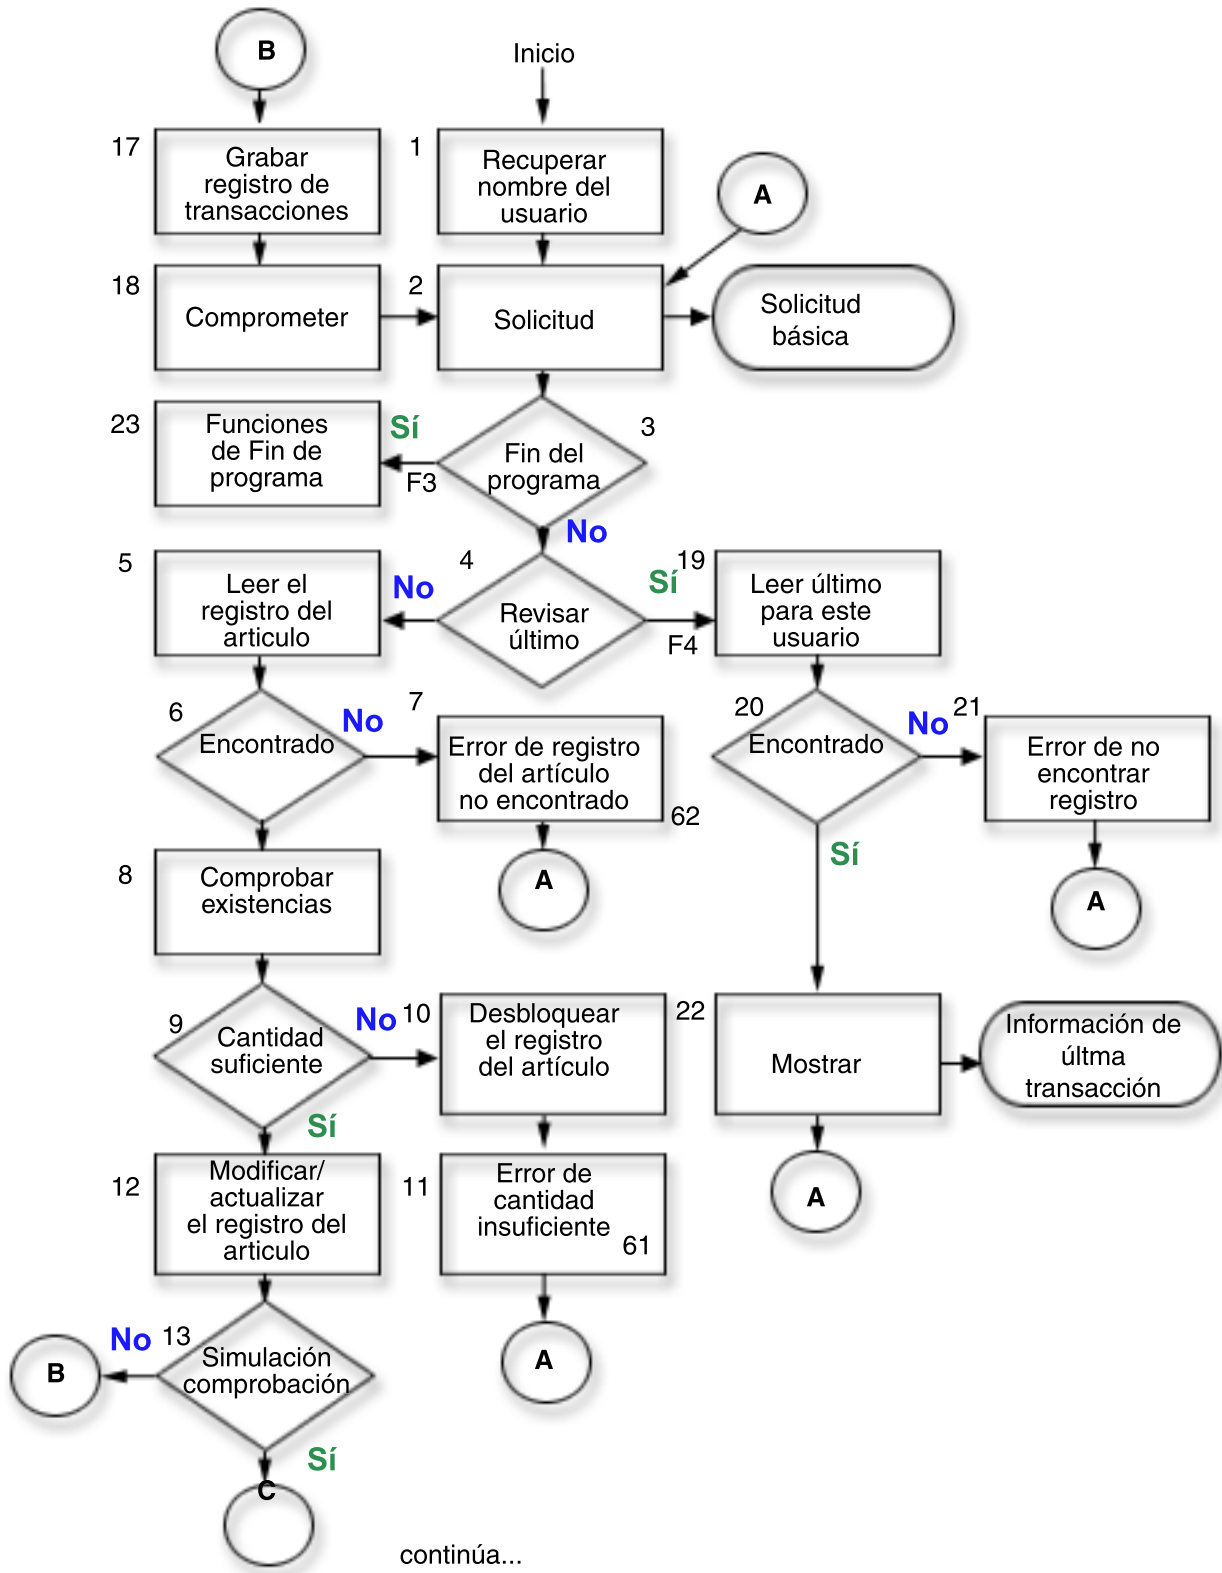 B
Inicio
17
Grabar
registro de
transacciones
1
Recuperar
nombre del
usuario
A
18
Comprometer
2
Solicitud
Solicitud
básica
23
Funciones
de Fin de
programa
Sí
F3
3
Fin del
programa
No
5
Leer el
registro del
articulo
No
4
Revisar
último
Sí
F4
19
Leer último
para este
usuario
6
Encontrado
No
7
Error de registro
del artículo
no encontrado
62
A
20
Encontrado
No
21
Error de no
encontrar
registro
A
Sí
8
Comprobar
existencias
9
Cantidad
suficiente
No
10
Desbloquear
el registro
del artículo
22
Mostrar
Información de
últma
transacción
A
Sí
12
Modificar/
actualizar
el registro del
articulo
11
Error de
cantidad
insuficiente
61
A
B
No
13
Simulación
comprobación
Sí
C
continúa...